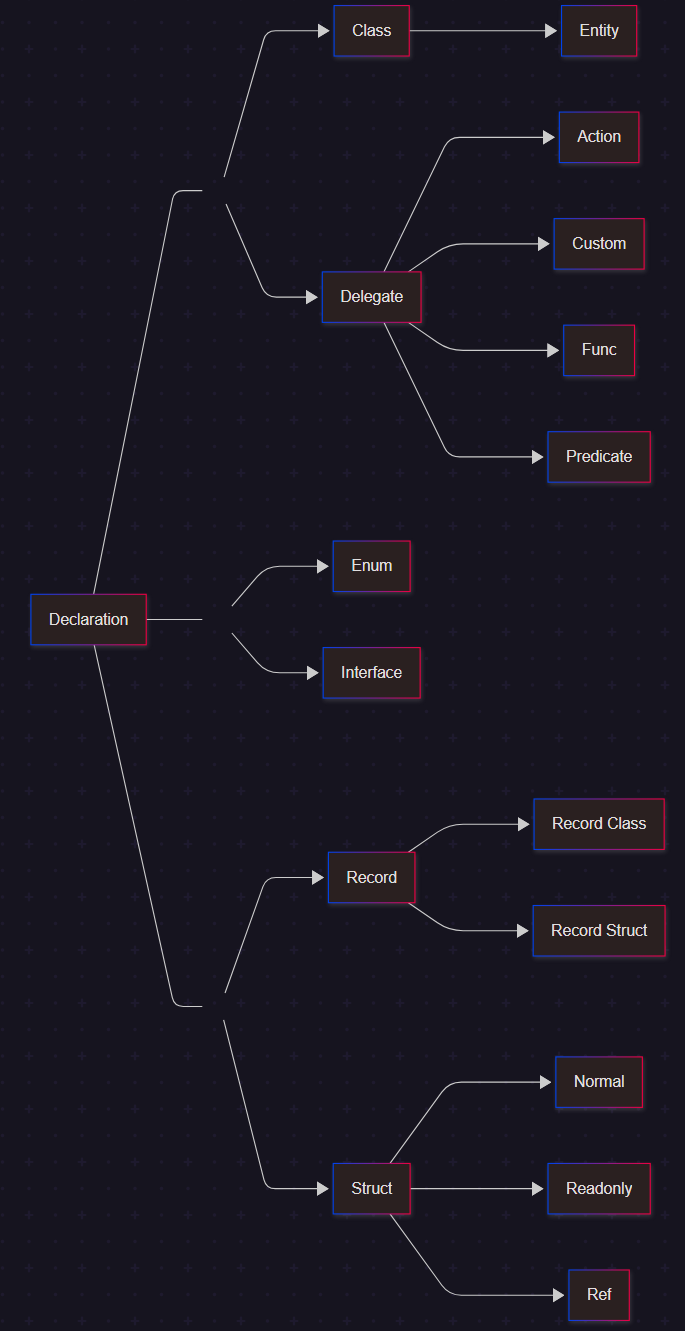 Class
Entity
Action
Custom
Delegate
Func
Predicate
Enum
Declaration
Interface
Record Class
Record
Record Struct
Normal
Struct
Readonly
Ref